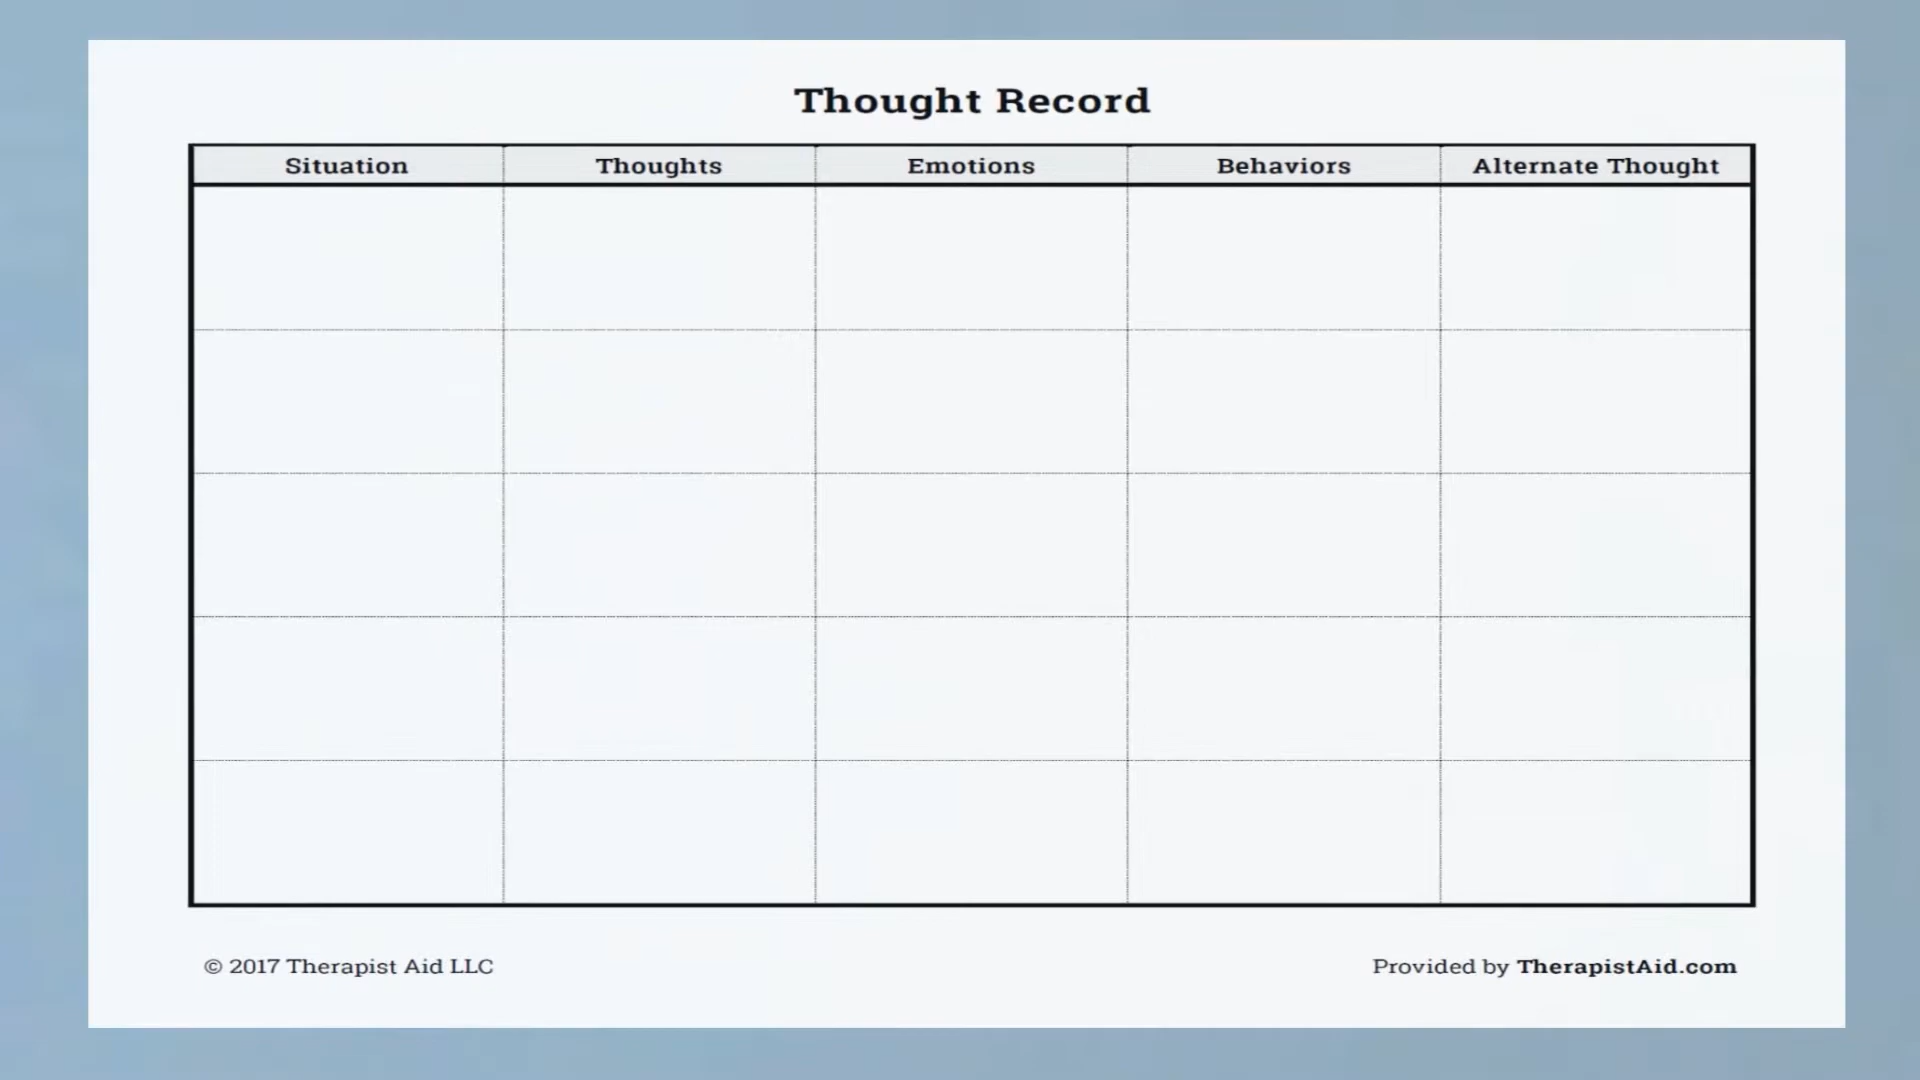 Thought Record
Situation Thoughts Emotions Behaviors Alternate Thought
© 2017 Therapist Aid LLC Provided by TherapistAid.com